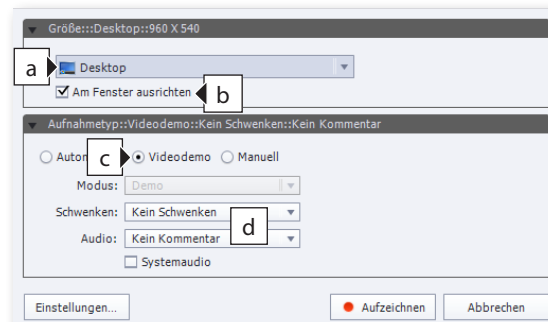 Größe:::Desktop::960 X 540
a Desktop
Am Fenster ausrichten b
Aufnahmetyp::Videodemo::Kein Schwenken::Kein Kommentar
c Videodemo Manuell
Modus: Demo
Schwenken: Kein Schwenken
d
Audio: Kein Kommentar
Systemaudio
Einstellungen... Aufzeichnen Abbrechen